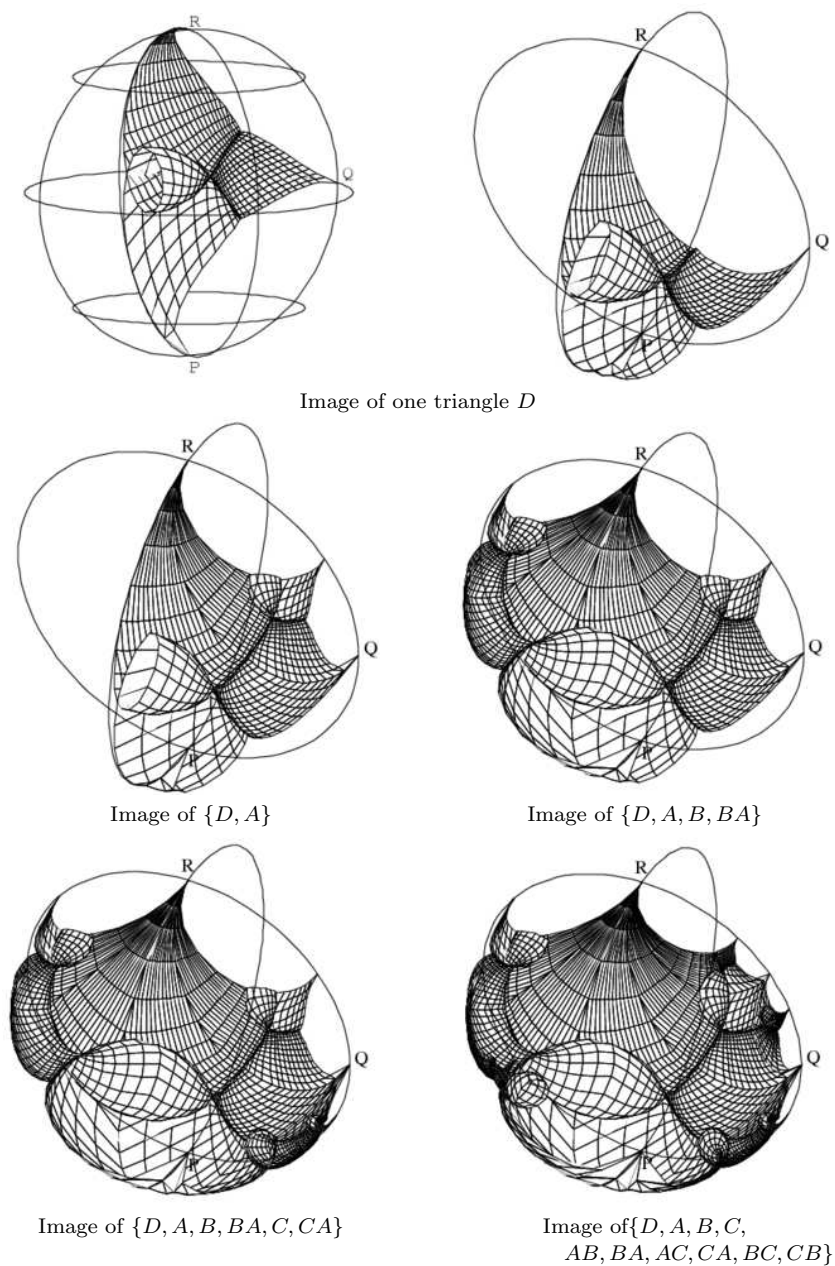 R
R
Q
Q
P
P
Image of one triangle D
R
R
Q
Q
P
P
Image of {D, A}
Image of {D, A, B, BA}
R
R
Q
Q
P
P
Image of {D, A, B, BA, C, CA}
Image of{D, A, B, C,
AB, BA, AC, CA, BC, CB}